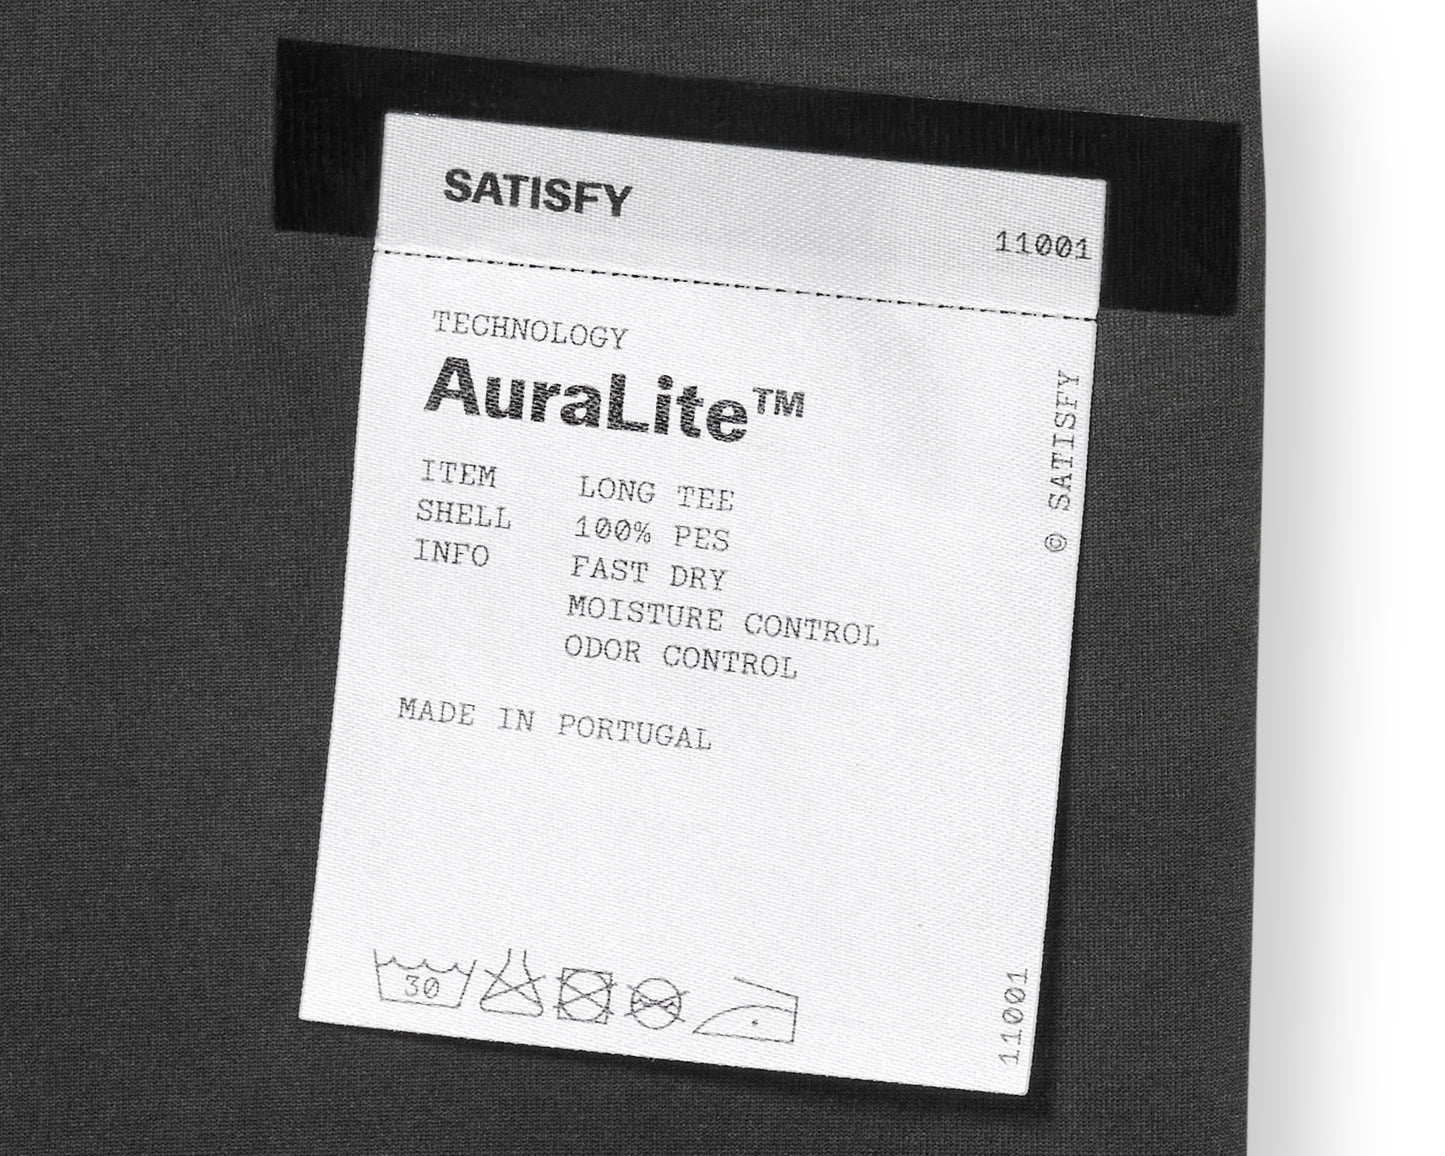 SATISFY
11001
TECHNOLOGY
AuraLite™
ITEM LONG TEE
SHELL 100% PES
INFO FAST DRY
MOISTURE CONTROL
ODOR CONTROL
MADE IN PORTUGAL
30
© SATISFY
11001